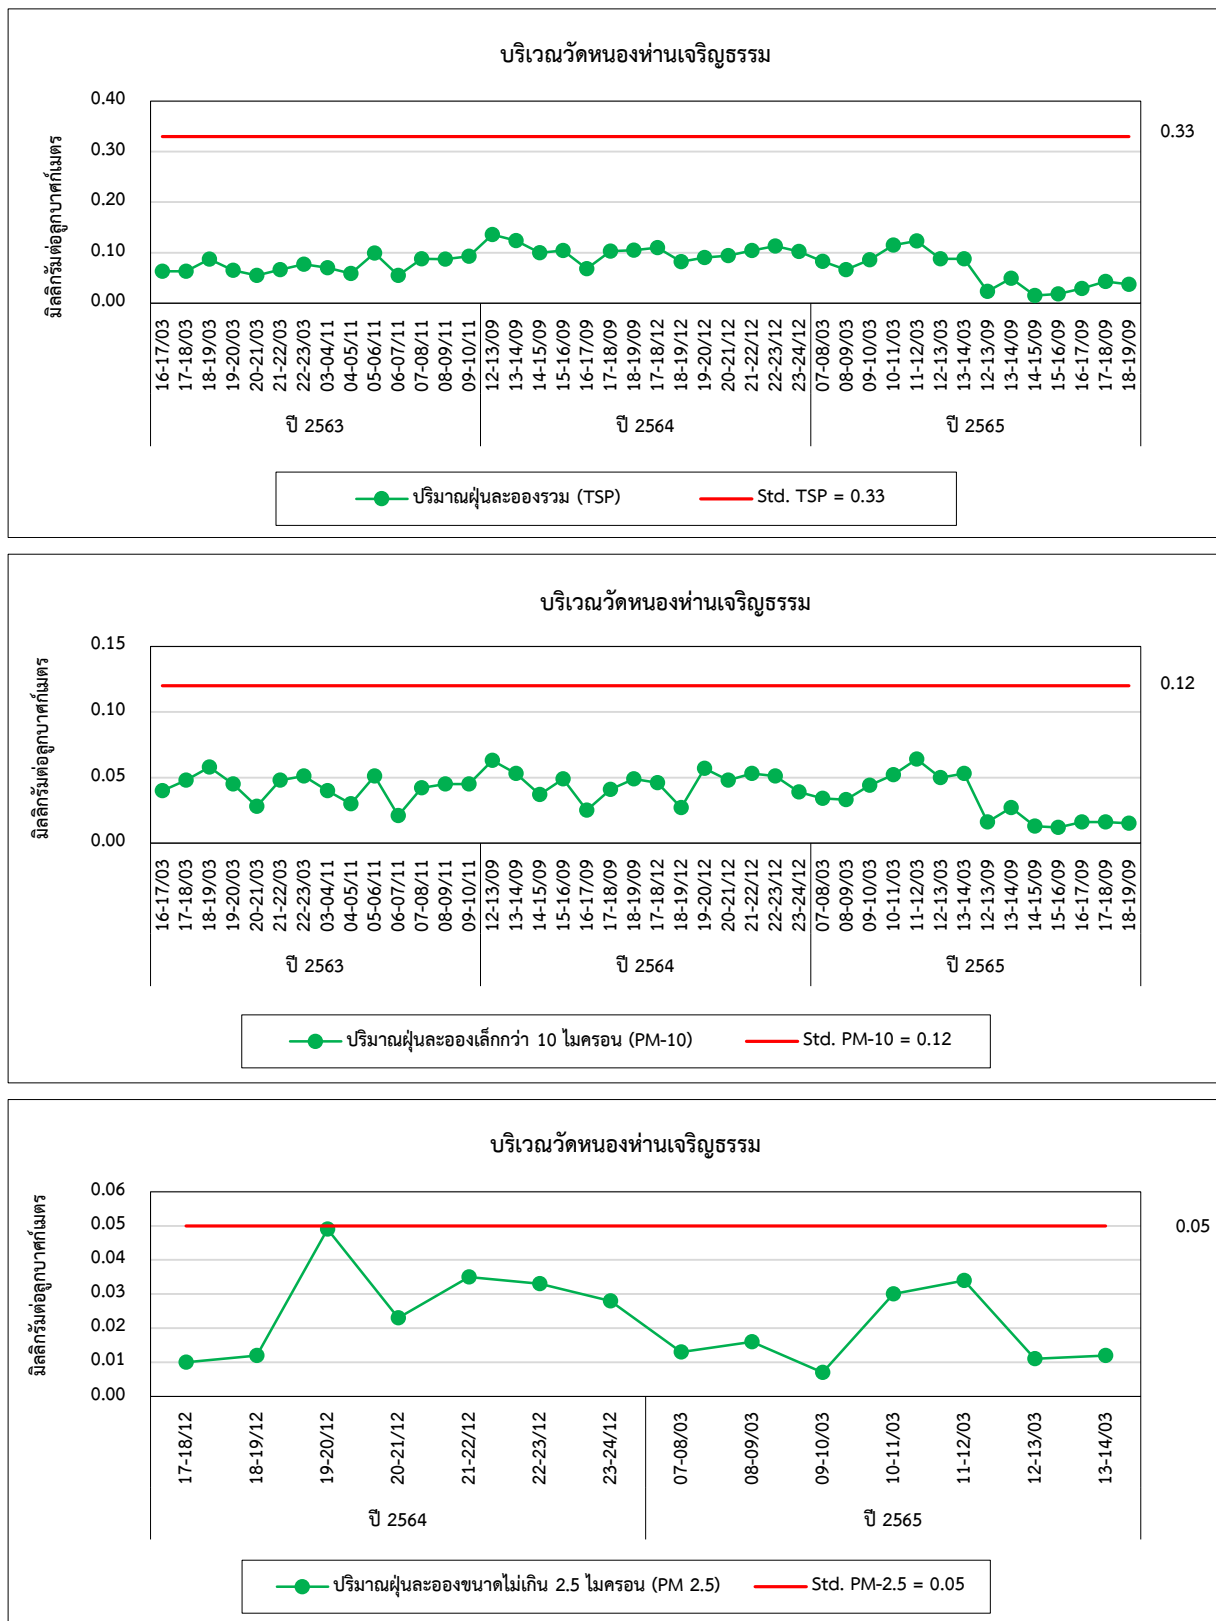 บริเวณวัดหนองห่านเจริญธรรม
มิลลิกรัมต่อลูกบาศก์เมตร
0.40
0.30
0.20
0.10
0.00
0.33
16-17/03 17-18/03 18-19/03 19-20/03 20-21/03 21-22/03 22-23/03 03-04/11 04-05/11 05-06/11 06-07/11 07-08/11 08-09/11 09-10/11 12-13/09 13-14/09 14-15/09 15-16/09 16-17/09 17-18/09 18-19/09 17-18/12 18-19/12 19-20/12 20-21/12 21-22/12 22-23/12 23-24/12 07-08/03 08-09/03 09-10/03 10-11/03 11-12/03 12-13/03 13-14/03 12-13/09 13-14/09 14-15/09 15-16/09 16-17/09 17-18/09 18-19/09
ปี 2563 ปี 2564 ปี 2565
ปริมาณฝุ่นละอองรวม (TSP) Std. TSP = 0.33
บริเวณวัดหนองห่านเจริญธรรม
มิลลิกรัมต่อลูกบาศก์เมตร
0.15
0.10
0.05
0.00
0.12
16-17/03 17-18/03 18-19/03 19-20/03 20-21/03 21-22/03 22-23/03 03-04/11 04-05/11 05-06/11 06-07/11 07-08/11 08-09/11 09-10/11 12-13/09 13-14/09 14-15/09 15-16/09 16-17/09 17-18/09 18-19/09 17-18/12 18-19/12 19-20/12 20-21/12 21-22/12 22-23/12 23-24/12 07-08/03 08-09/03 09-10/03 10-11/03 11-12/03 12-13/03 13-14/03 12-13/09 13-14/09 14-15/09 15-16/09 16-17/09 17-18/09 18-19/09
ปี 2563 ปี 2564 ปี 2565
ปริมาณฝุ่นละอองเล็กกว่า 10 ไมครอน (PM-10) Std. PM-10 = 0.12
บริเวณวัดหนองห่านเจริญธรรม
มิลลิกรัมต่อลูกบาศก์เมตร
0.06
0.05
0.04
0.03
0.02
0.01
0.00
0.05
17-18/12 18-19/12 19-20/12 20-21/12 21-22/12 22-23/12 23-24/12 07-08/03 08-09/03 09-10/03 10-11/03 11-12/03 12-13/03 13-14/03
ปี 2564 ปี 2565
ปริมาณฝุ่นละอองขนาดไม่เกิน 2.5 ไมครอน (PM 2.5) Std. PM-2.5 = 0.05